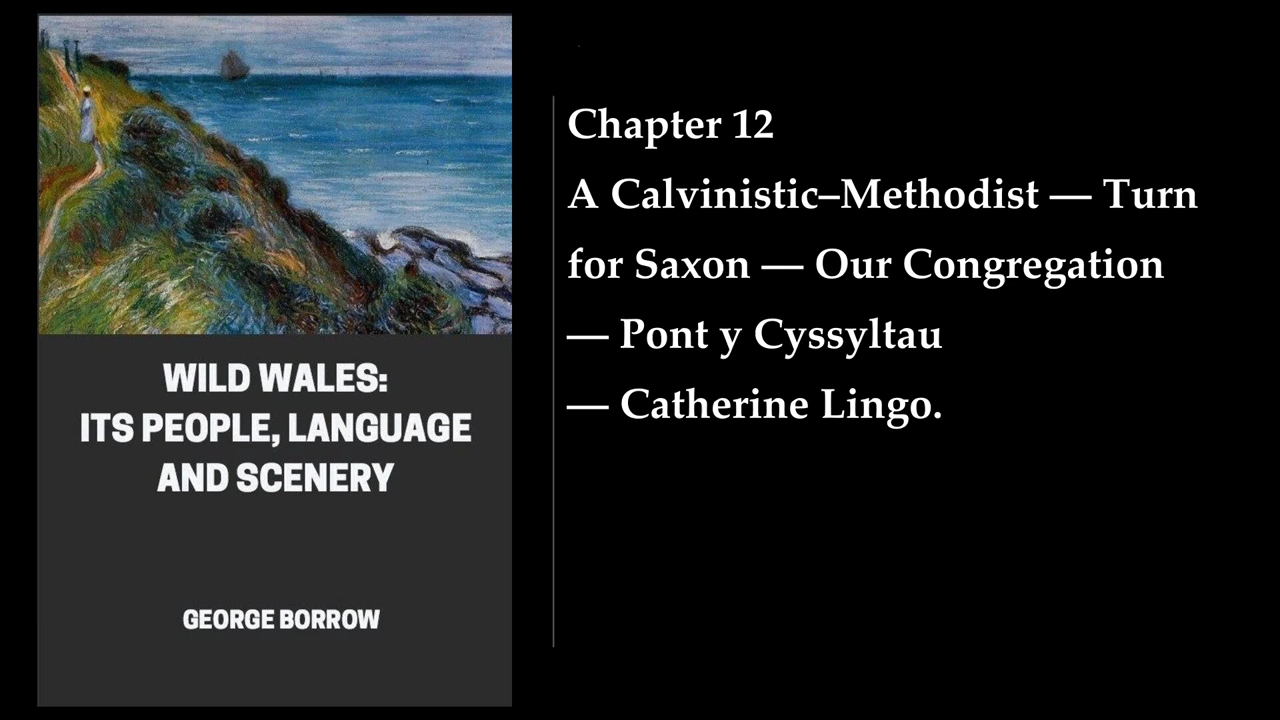 WILD WALES:
ITS PEOPLE, LANGUAGE
AND SCENERY
GEORGE BORROW
Chapter 12
A Calvinistic–Methodist — Turn
for Saxon — Our Congregation
— Pont y Cyssyltau
— Catherine Lingo.